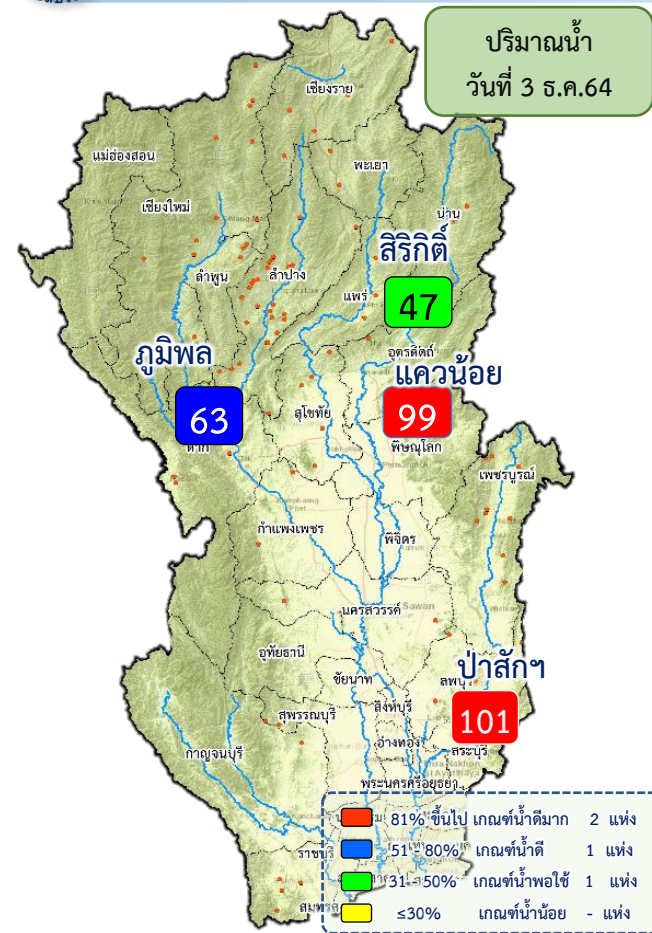 ปริมาณน้ำ
วันที่ 3 ธ.ค.64
เชียงราย
แม่ฮ่องสอน
พะเยา
เชียงใหม่
น่าน
สิริกิติ์
ลำพูน
ลำปาง
แพร่
47
อุตรดิตถ์
ภูมิพล
แควน้อย
63
สุโขทัย
99
ตาก
พิษณุโลก
เพชรบูรณ์
กำแพงเพชร
พิจิตร
นครสวรรค์
Sawan
อุทัยธานี
ป่าสักฯ
ชัยนาท
ลพบุรี
สิงห์บุรี
สุพรรณบุรี
101
อ่างทอง
สระบุรี
กาญจนบุรี
พระนครศรีอยุธยา
81% ขึ้นไป เกณฑ์น้ำดีมาก 2 แห่ง
51 - 80% เกณฑ์น้ำดี 1 แห่ง
ราชบุรี
31 - 50% เกณฑ์น้ำพอใช้ 1 แห่ง
≤30% เกณฑ์น้ำน้อย - แห่ง